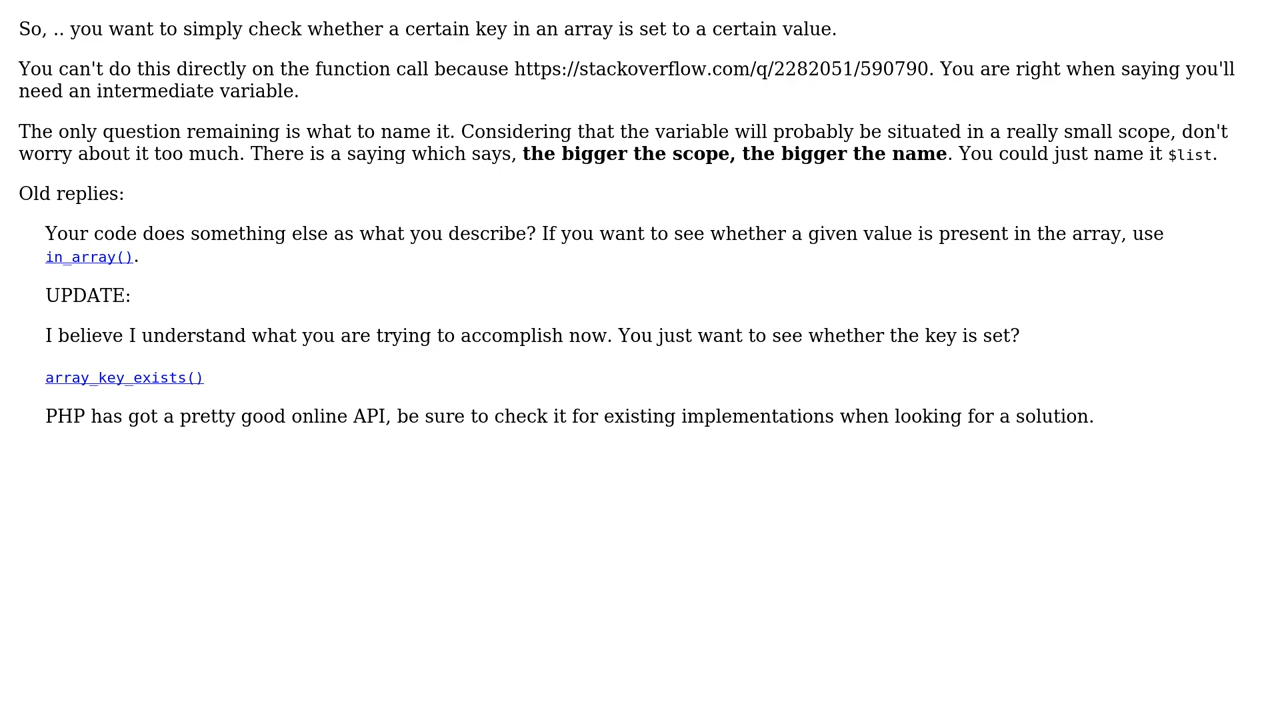 So, .. you want to simply check whether a certain key in an array is set to a certain value.
You can't do this directly on the function call because https://stackoverflow.com/q/2282051/590790. You are right when saying you'll
need an intermediate variable.
The only question remaining is what to name it. Considering that the variable will probably be situated in a really small scope, don't
worry about it too much. There is a saying which says, the bigger the scope, the bigger the name. You could just name it $list.
Old replies:
Your code does something else as what you describe? If you want to see whether a given value is present in the array, use
in_array().
UPDATE:
I believe I understand what you are trying to accomplish now. You just want to see whether the key is set?
array_key_exists()
PHP has got a pretty good online API, be sure to check it for existing implementations when looking for a solution.